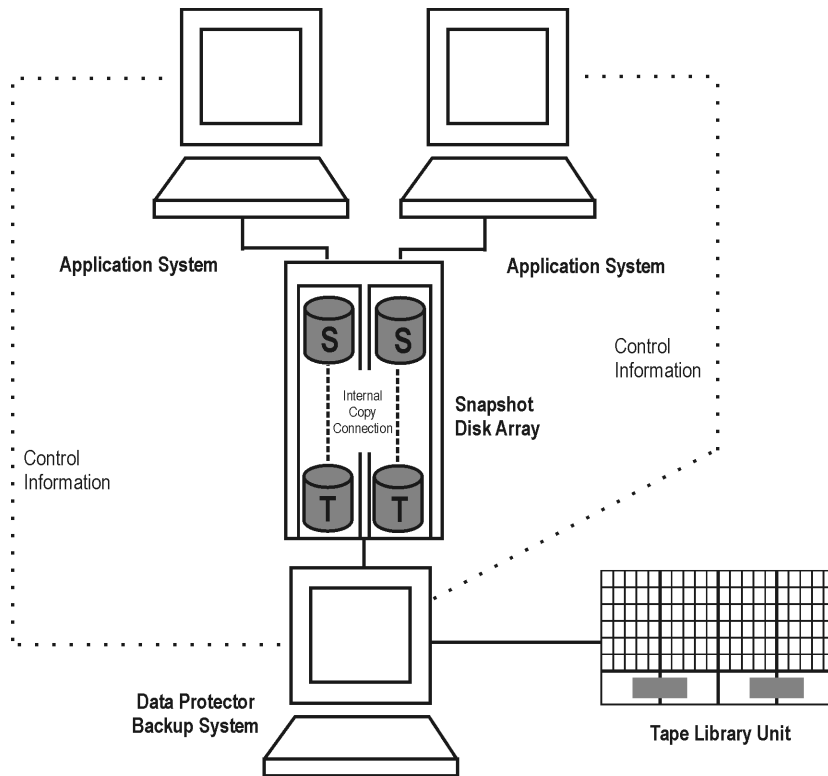 Application System
Application System
S
S
Control
Information
Internal
Copy
Connection
Snapshot
Disk Array
Control
Information
T
T
Data Protector
Backup System
Tape Library Unit